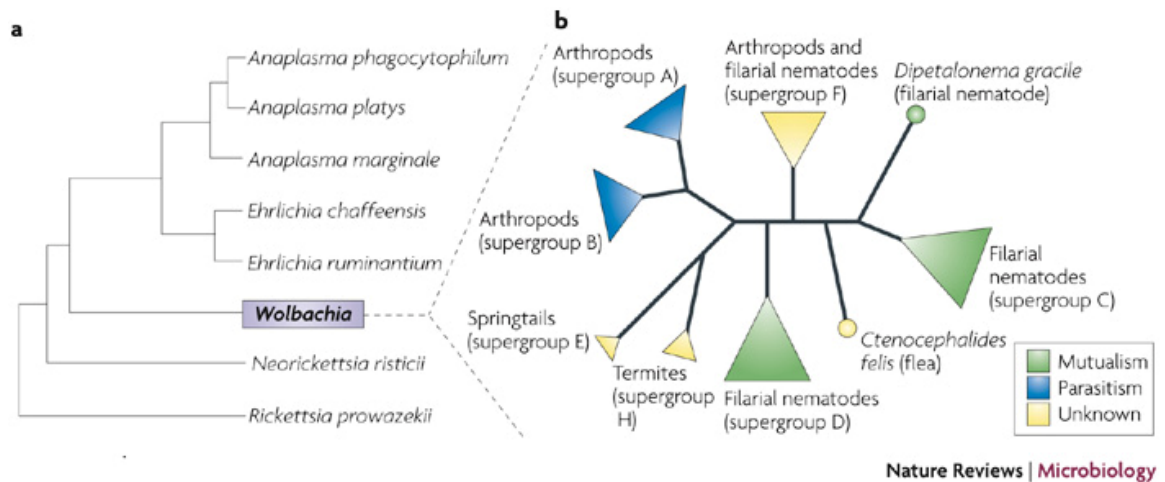 a
Anaplasma phagocytophilum
Anaplasma platys
Anaplasma marginale
Ehrlichia chaffeensis
Ehrlichia ruminantium
Wolbachia
Neorickettsia risticii
Rickettsia prowazekii
b
Arthropods
(supergroup A)
Arthropods and
filarial nematodes
(supergroup F)
Dipetalonema gracile
(filarial nematode)
Arthropods
(supergroup B)
Filarial
nematodes
(supergroup C)
Springtails
(supergroup E)
Termites
(supergroup
H)
Filarial nematodes
(supergroup D)
Ctenocephalides
felis (flea)
Mutualism
Parasitism
Unknown
Nature Reviews | Microbiology